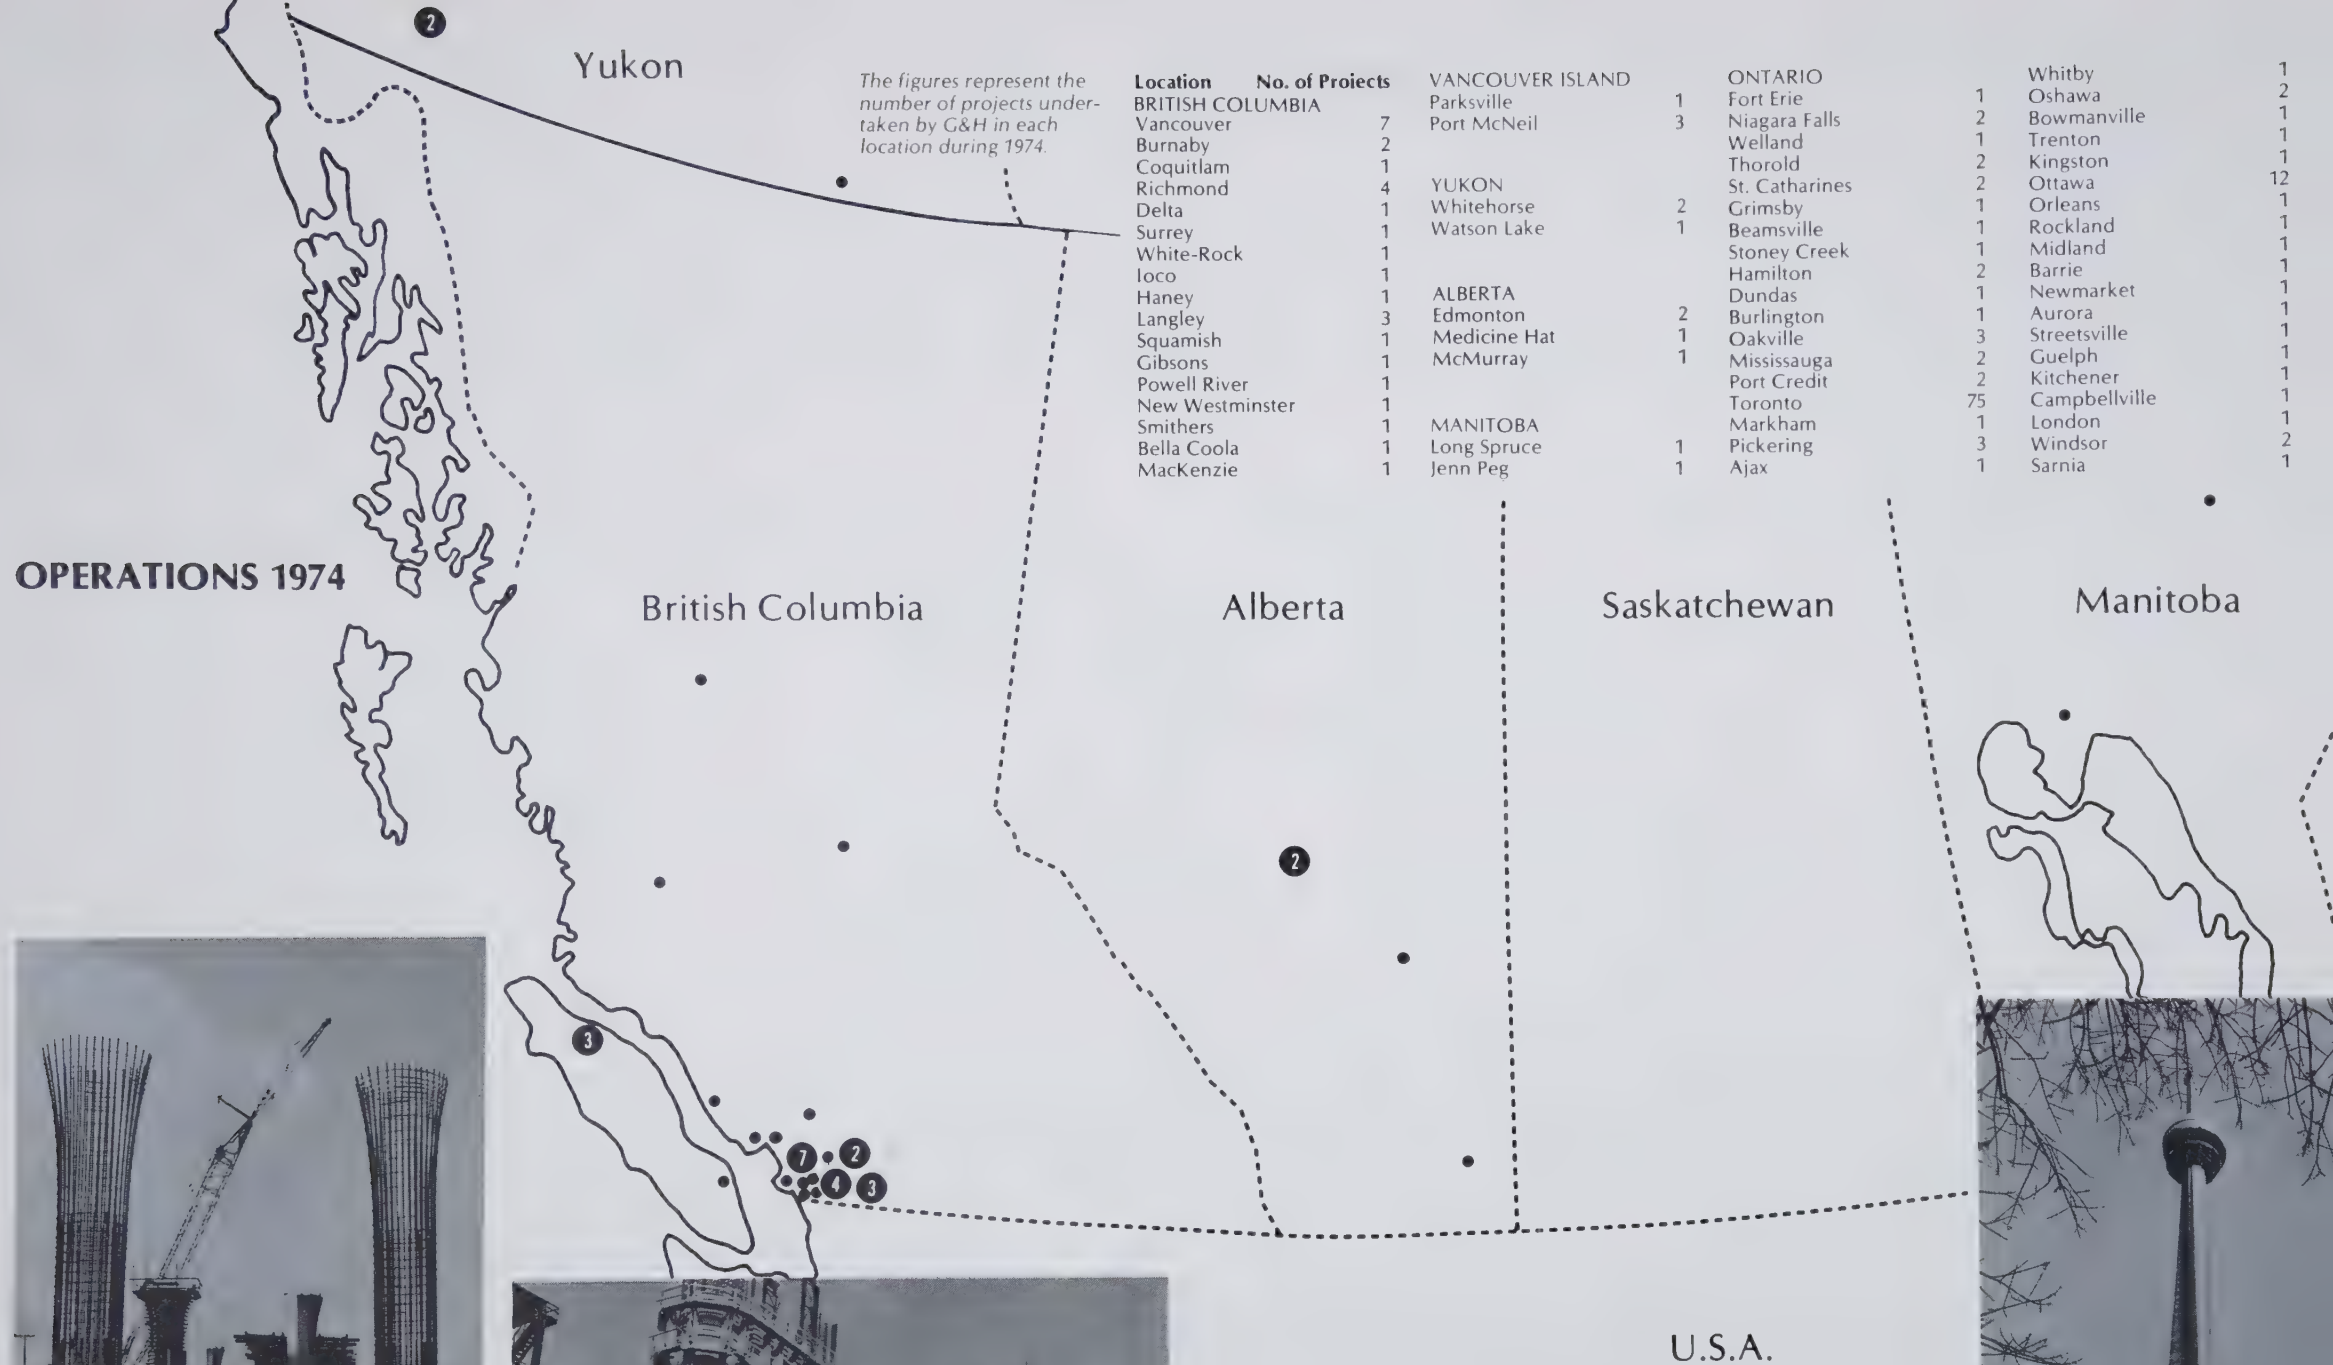 2
Yukon
The figures represent the
number of projects under-
taken by G&H in each
location during 1974.
Location No. of Projects
BRITISH COLUMBIA
Vancouver 7
Burnaby 2
Coquitlam 1
Richmond 4
Delta 1
Surrey 1
White-Rock 1
Ioco 1
Haney 1
Langley 3
Squamish 1
Gibsons 1
Powell River 1
New Westminster 1
Smithers 1
Bella Coola 1
MacKenzie 1
VANCOUVER ISLAND
Parksville 1
Port McNeil 3
YUKON
Whitehorse 2
Watson Lake 1
ALBERTA
Edmonton 2
Medicine Hat 1
McMurray 1
MANITOBA
Long Spruce 1
Jenn Peg 1
ONTARIO
Fort Erie 1
Niagara Falls 2
Welland 1
Thorold 2
St. Catharines 2
Grimsby 1
Beamsville 1
Stoney Creek 1
Hamilton 2
Dundas 1
Burlington 1
Oakville 3
Mississauga 2
Port Credit 2
Toronto 75
Markham 1
Pickering 3
Ajax 1
Whitby 1
Oshawa 2
Bowmanville 1
Trenton 1
Kingston 1
Ottawa 12
Orleans 1
Rockland 1
Midland 1
Barrie 1
Newmarket 1
Aurora 1
Streetsville 1
Guelph 1
Kitchener 1
Campbellville 1
London 1
Windsor 2
Sarnia 1
OPERATIONS 1974
British Columbia
Alberta
Saskatchewan
Manitoba
2
3
7
2
4
3
U.S.A.